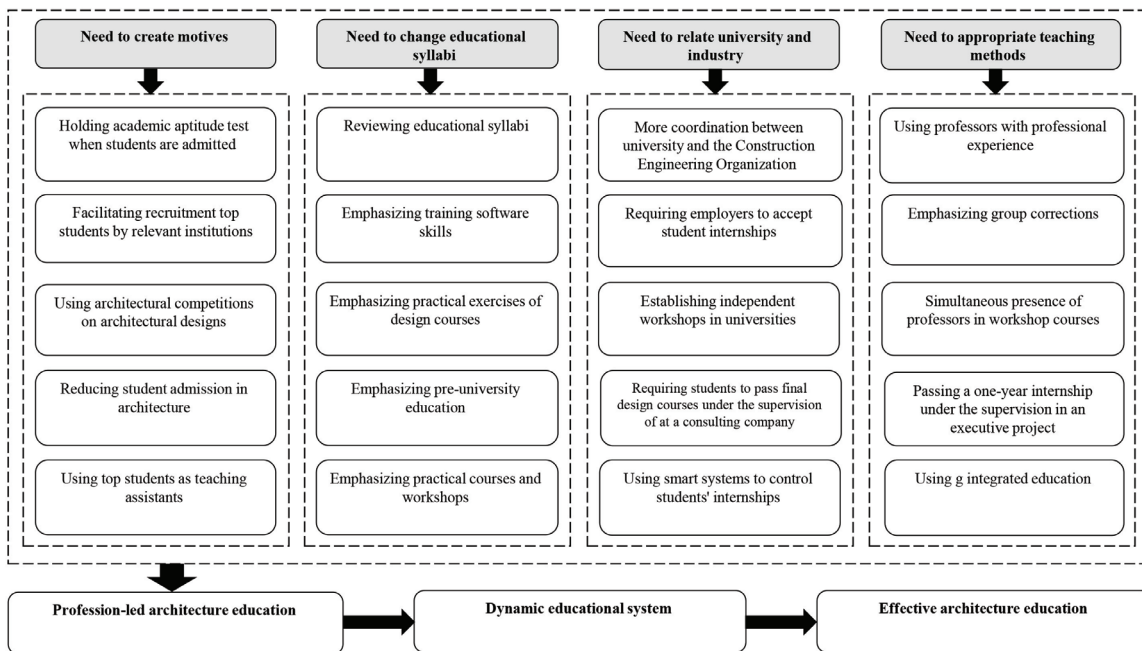 Need to create motives
Need to change educational
syllabi
Need to relate university and
industry
Need to appropriate teaching
methods
Holding academic aptitude test
when students are admitted
Facilitating recruitment top
students by relevant institutions
Using architectural competitions
on architectural designs
Reducing student admission in
architecture
Using top students as teaching
assistants
Reviewing educational syllabi
Emphasizing training software
skills
Emphasizing practical exercises of
design courses
Emphasizing pre-university
education
Emphasizing practical courses and
workshops
More coordination between
university and the Construction
Engineering Organization
Requiring employers to accept
student internships
Establishing independent
workshops in universities
Requiring students to pass final
design courses under the supervision
of at a consulting company
Using smart systems to control
students' internships
Using professors with professional
experience
Emphasizing group corrections
Simultaneous presence of
professors in workshop courses
Passing a one-year internship
under the supervision in an
executive project
Using g integrated education
Profession-led architecture education
Dynamic educational system
Effective architecture education